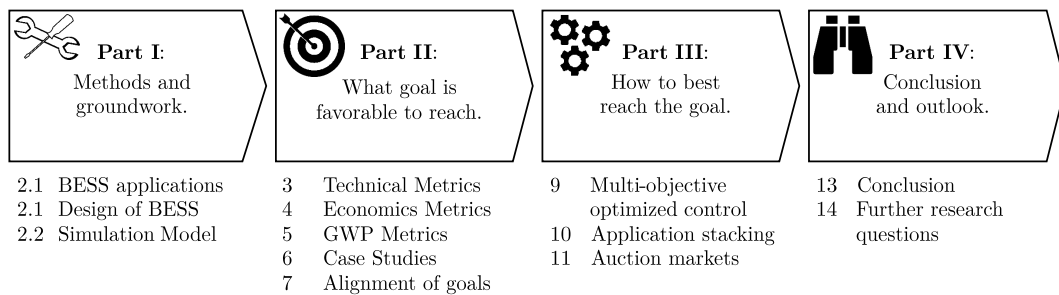 Part I:
Methods and
groundwork.
2.1 BESS applications
2.1 Design of BESS
2.2 Simulation Model
Part II:
What goal is
favorable to reach.
3 Technical Metrics
4 Economics Metrics
5 GWP Metrics
6 Case Studies
7 Alignment of goals
Part III:
How to best
reach the goal.
9 Multi-objective
optimized control
10 Application stacking
11 Auction markets
Part IV:
Conclusion
and outlook.
13 Conclusion
14 Further research
questions